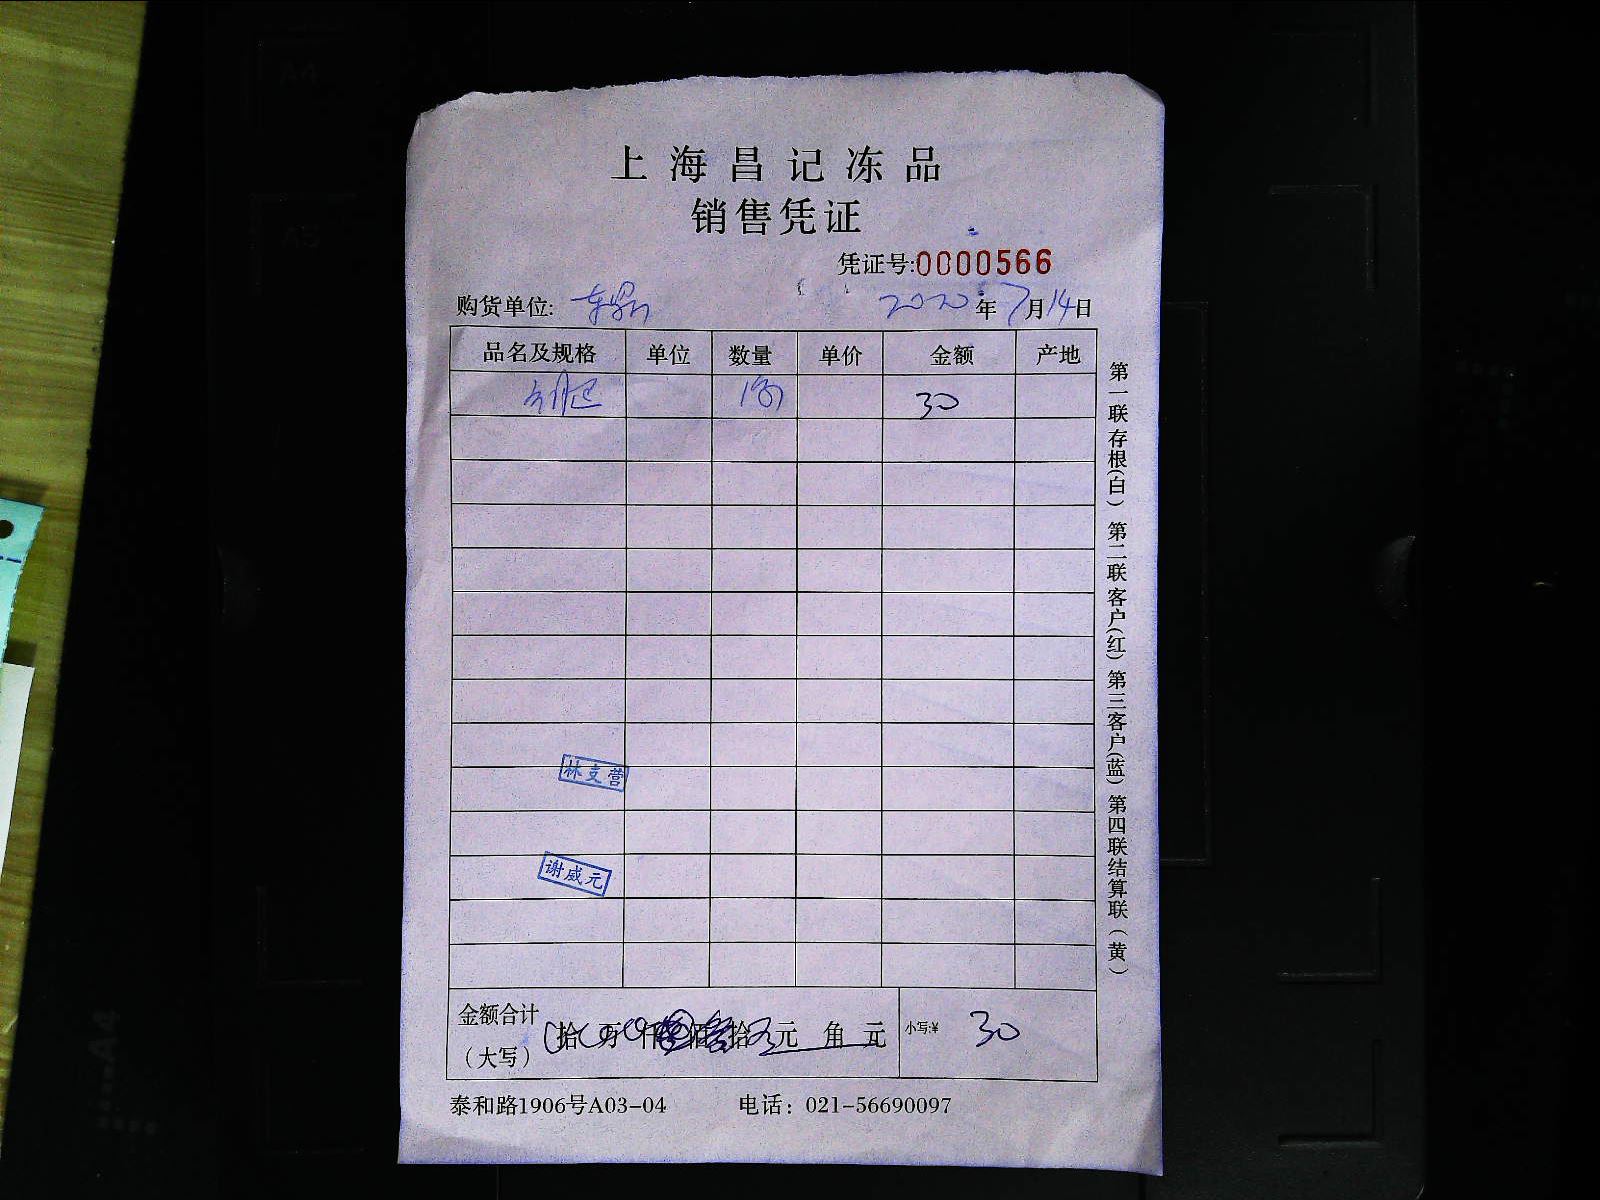 上海昌记冻品
销售凭证
凭证号:0000566
购货单位: 2020年7月14日
品名及规格 单位 数量 单价 金额 产地
30
林支营
谢威元
金额合计 拾 万 仟 佰 拾 元 角 元 小写:¥ 30
（大写）
泰和路1906号A03-04 电话：021-56690097
第一联存根(白) 第二联客户(红) 第三客户(蓝) 第四联结算联(黄)